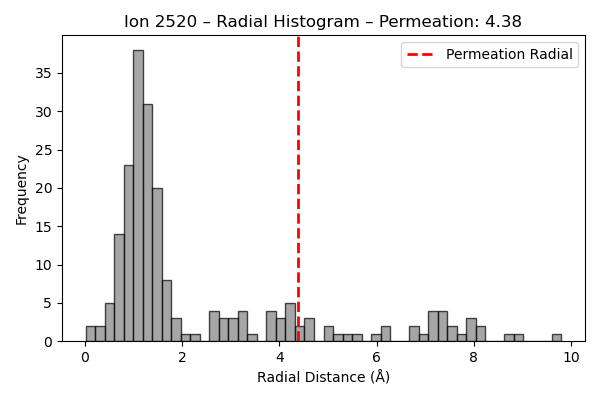 Ion 2520 – Radial Histogram – Permeation: 4.38
Permeation Radial
Frequency
35
30
25
20
15
10
5
0
0 2 4 6 8 10
Radial Distance (Å)